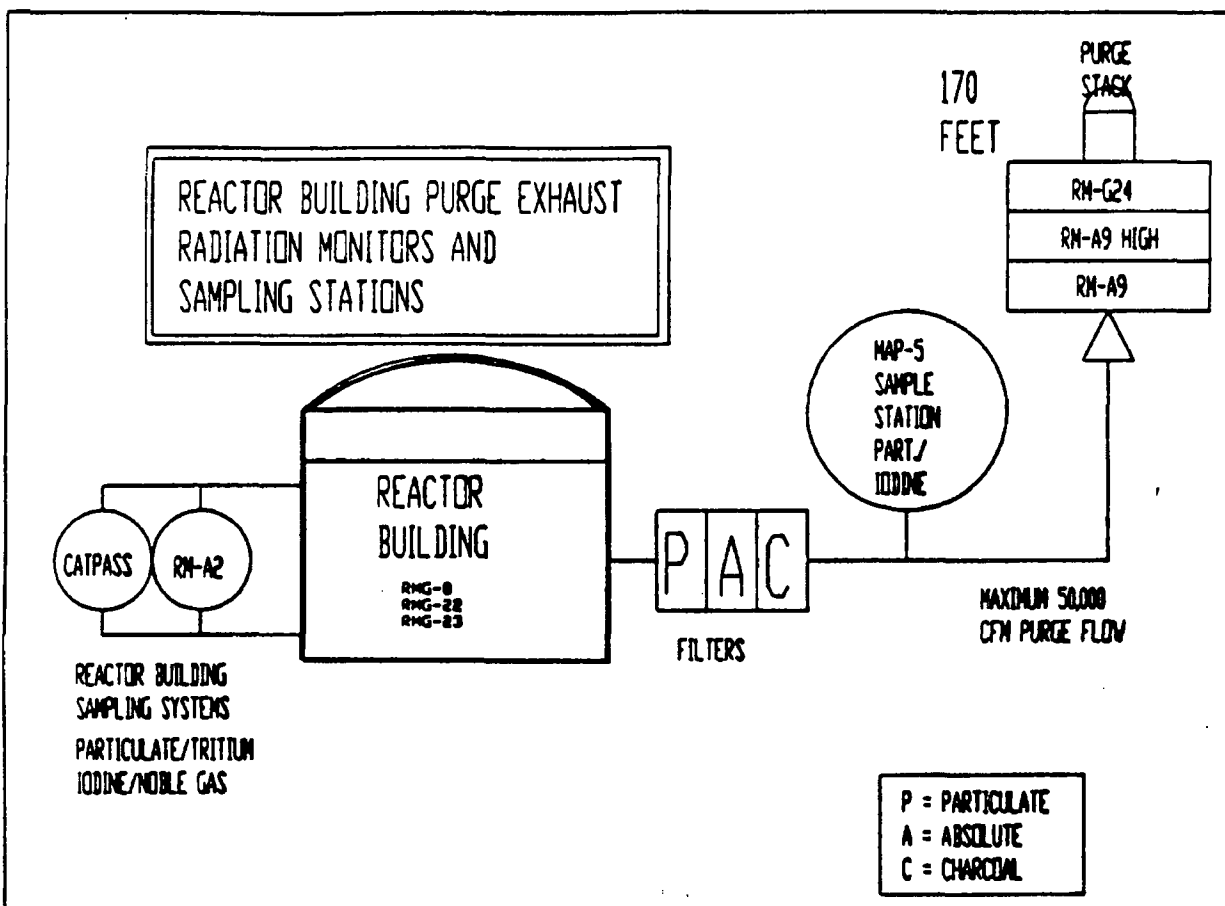 REACTOR BUILDING PURGE EXHAUST
RADIATION MONITORS AND
SAMPLING STATIONS
170
FEET
PURGE
STACK
RM-G24
RM-A9 HIGH
RM-A9
MAP-5
SAMPLE
STATION
PART./
IODINE
REACTOR
BUILDING
RMG-8
RMG-22
RMG-23
CATPASS
RM-A2
P A C
FILTERS
MAXIMUM 50,000
CFM PURGE FLOW
REACTOR BUILDING
SAMPLING SYSTEMS
PARTICULATE/TRITIUM
IODINE/NOBLE GAS
P = PARTICULATE
A = ABSOLUTE
C = CHARCOAL